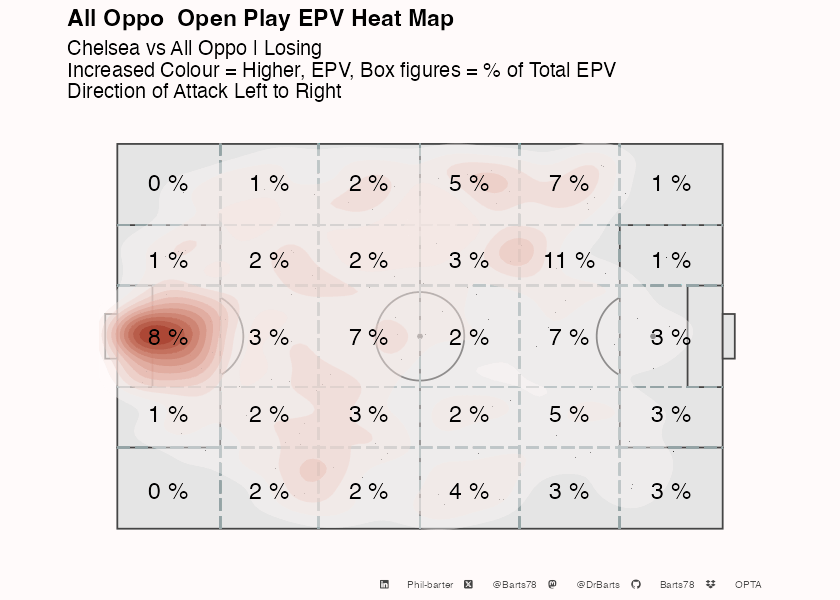 All Oppo  Open Play EPV Heat Map
Chelsea vs All Oppo | Losing
Increased Colour = Higher, EPV, Box figures = % of Total EPV
Direction of Attack Left to Right
0 % 1 % 2 % 5 % 7 % 1 %
1 % 2 % 2 % 3 % 11 % 1 %
8 % 3 % 7 % 2 % 7 % 3 %
1 % 2 % 3 % 2 % 5 % 3 %
0 % 2 % 2 % 4 % 3 % 3 %
Phil-barter @Barts78 @DrBarts Barts78 OPTA